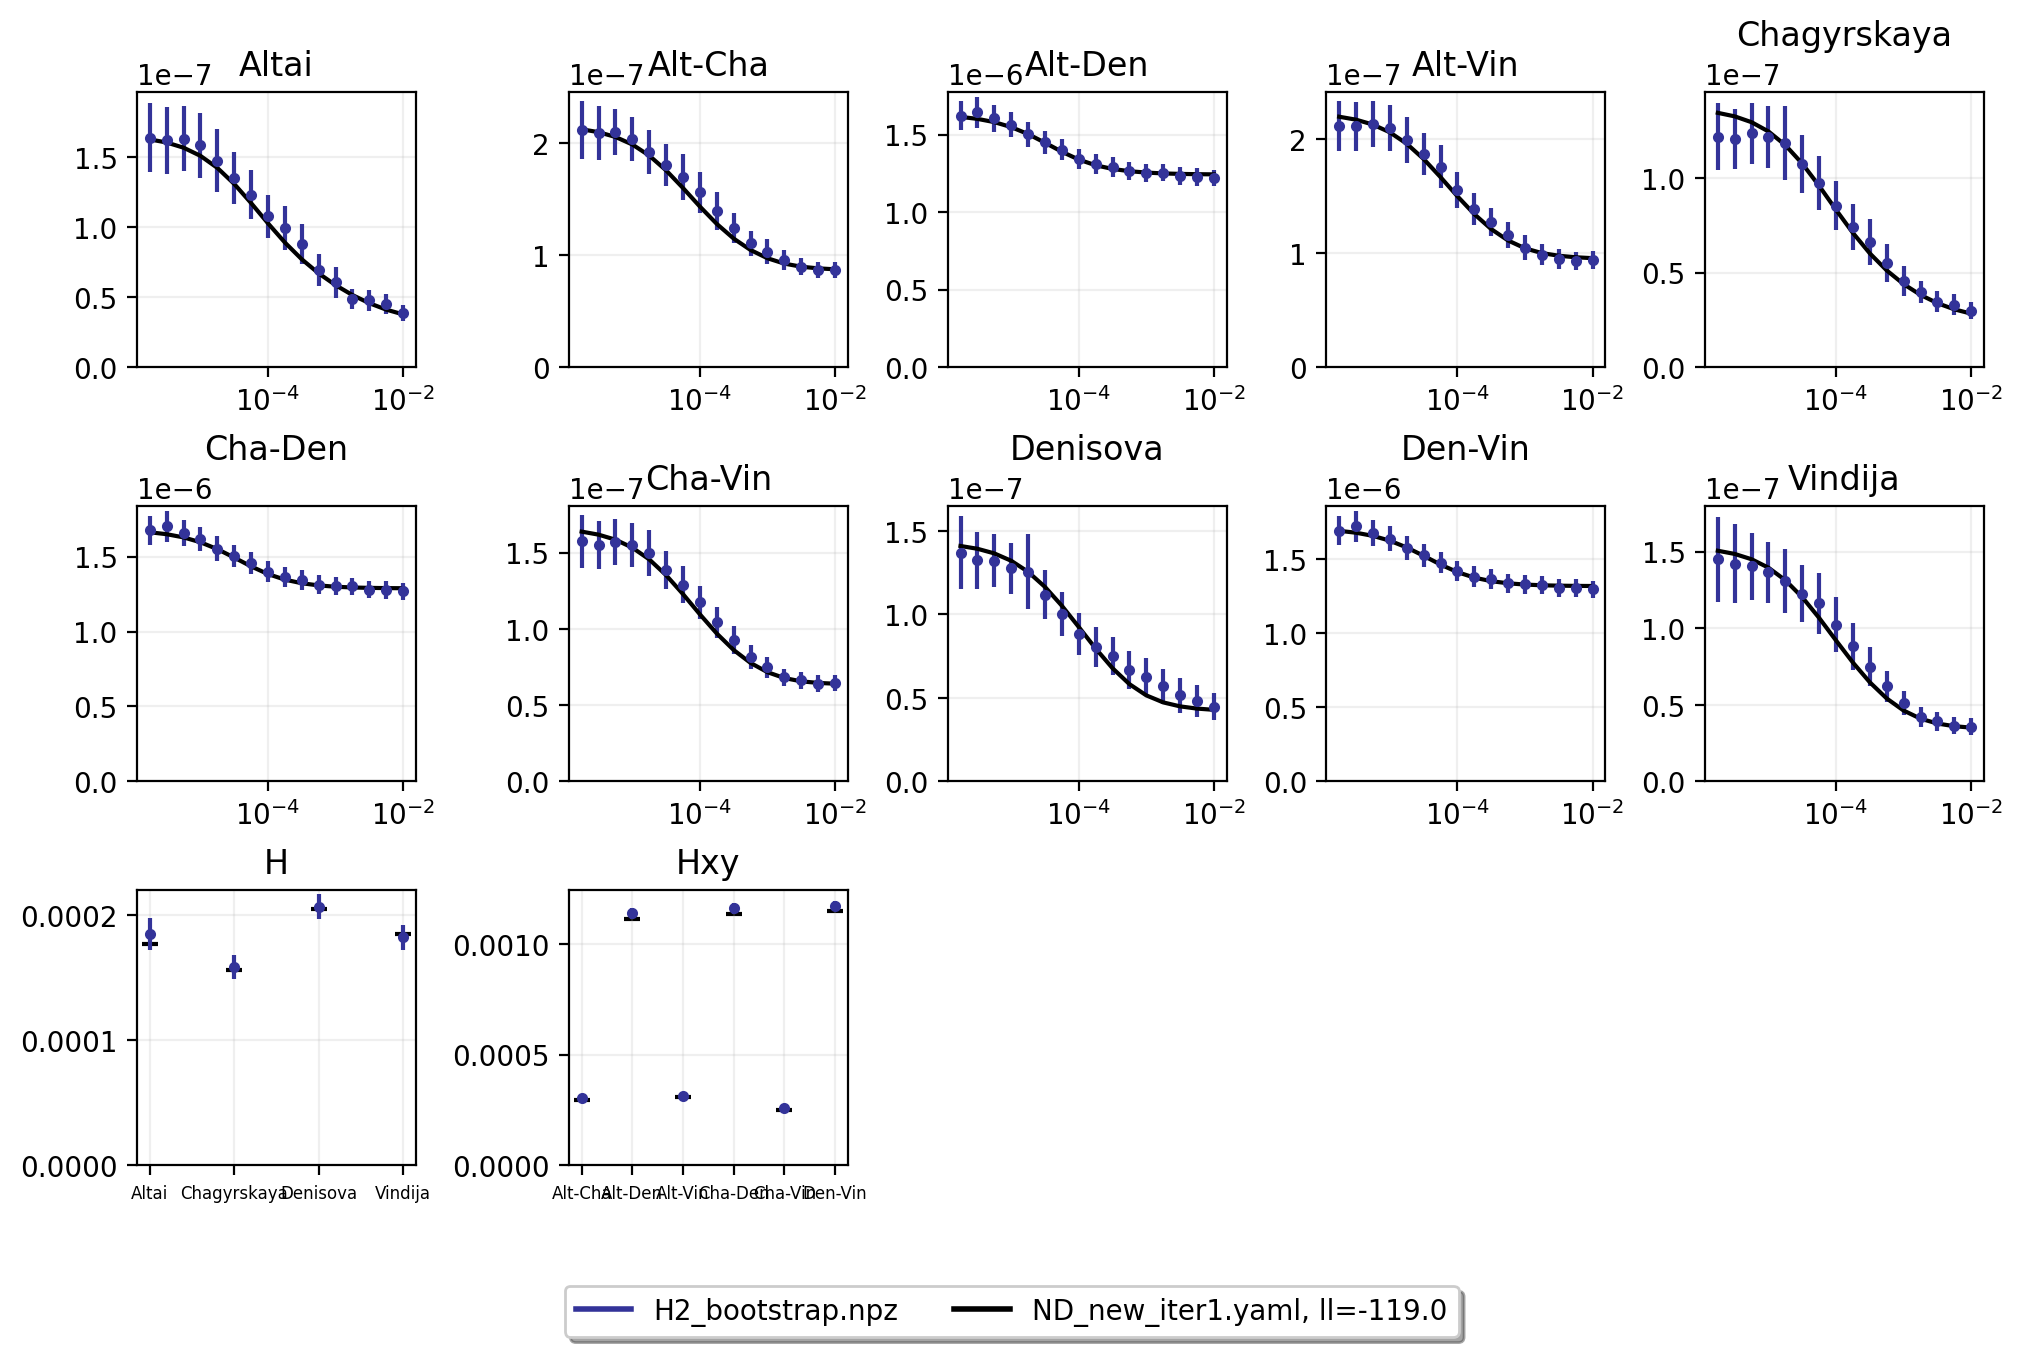 Altai
1e−7
1.5
1.0
0.5
0.0
10−4
10−2
Alt-Cha
1e−7
2
1
0
10−4
10−2
Alt-Den
1e−6
1.5
1.0
0.5
0.0
10−4
10−2
Alt-Vin
1e−7
2
1
0
10−4
10−2
Chagyrskaya
1e−7
1.0
0.5
0.0
10−4
10−2
Cha-Den
1e−6
1.5
1.0
0.5
0.0
10−4
10−2
Cha-Vin
1e−7
1.5
1.0
0.5
0.0
10−4
10−2
Denisova
1e−7
1.5
1.0
0.5
0.0
10−4
10−2
Den-Vin
1e−6
1.5
1.0
0.5
0.0
10−4
10−2
Vindija
1e−7
1.5
1.0
0.5
0.0
10−4
10−2
H
0.0002
0.0001
0.0000
Altai
Chagyrskaya
Denisova
Vindija
Hxy
0.0010
0.0005
0.0000
Alt-Cha
Alt-Den
Alt-Vin
Cha-Den
Cha-Vin
Den-Vin
H2_bootstrap.npz
ND_new_iter1.yaml, ll=-119.0